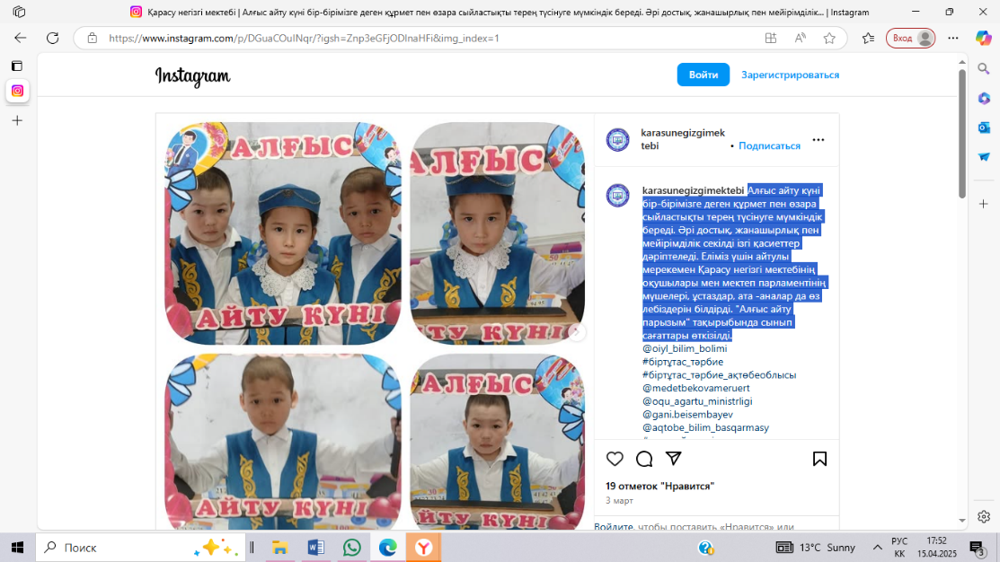 Қарасу негізгі мектебі | Алғыс айту күні бір-бірімізге деген құрмет пен өзара сыйластықты терең түсінуге мүмкіндік береді. Әрі достық, жанашырлық пен мейірімділік... | Instagram
https://www.instagram.com/p/DGuaCOuINqr/?igsh=Znp3eGFjODlnaHFi&img_index=1
Вход
Instagram
Войти
Зарегистрироваться
АЛҒЫС
АЙТУ КҮНІ
АЛҒЫС
АЙТУ КҮНІ
АЙТУ КҮНІ
АЛҒЫС
АЙТУ КҮНІ
karasunegizgimek
tebi
• Подписаться
karasunegizgimektebi Алғыс айту күні
бір-бірімізге деген құрмет пен өзара
сыйластықты терең түсінуге мүмкіндік
береді. Әрі достық, жанашырлық пен
мейірімділік секілді ізгі қасиеттер
дәріптеледі. Еліміз үшін айтулы
мерекемен Қарасу негізгі мектебінің
оқушылары мен мектеп парламентінің
мүшелері, ұстаздар, ата -аналар да өз
лебіздерін білдірді. "Алғыс айту
парызым" тақырыбында сынып
сағаттары өткізілді.
@oiyl_bilim_bolimi
#біртұтас_тәрбие
#біртұтас_тәрбие_ақтөбеоблысы
@medetbekovameruert
@oqu_agartu_ministrligi
@gani.beisembayev
@aqtobe_bilim_basqarmasy
19 отметок "Нравится"
3 март
Войдите, чтобы поставить «Нравится» или
Поиск
13°C Sunny
РУС
КК
17:52
15.04.2025
3